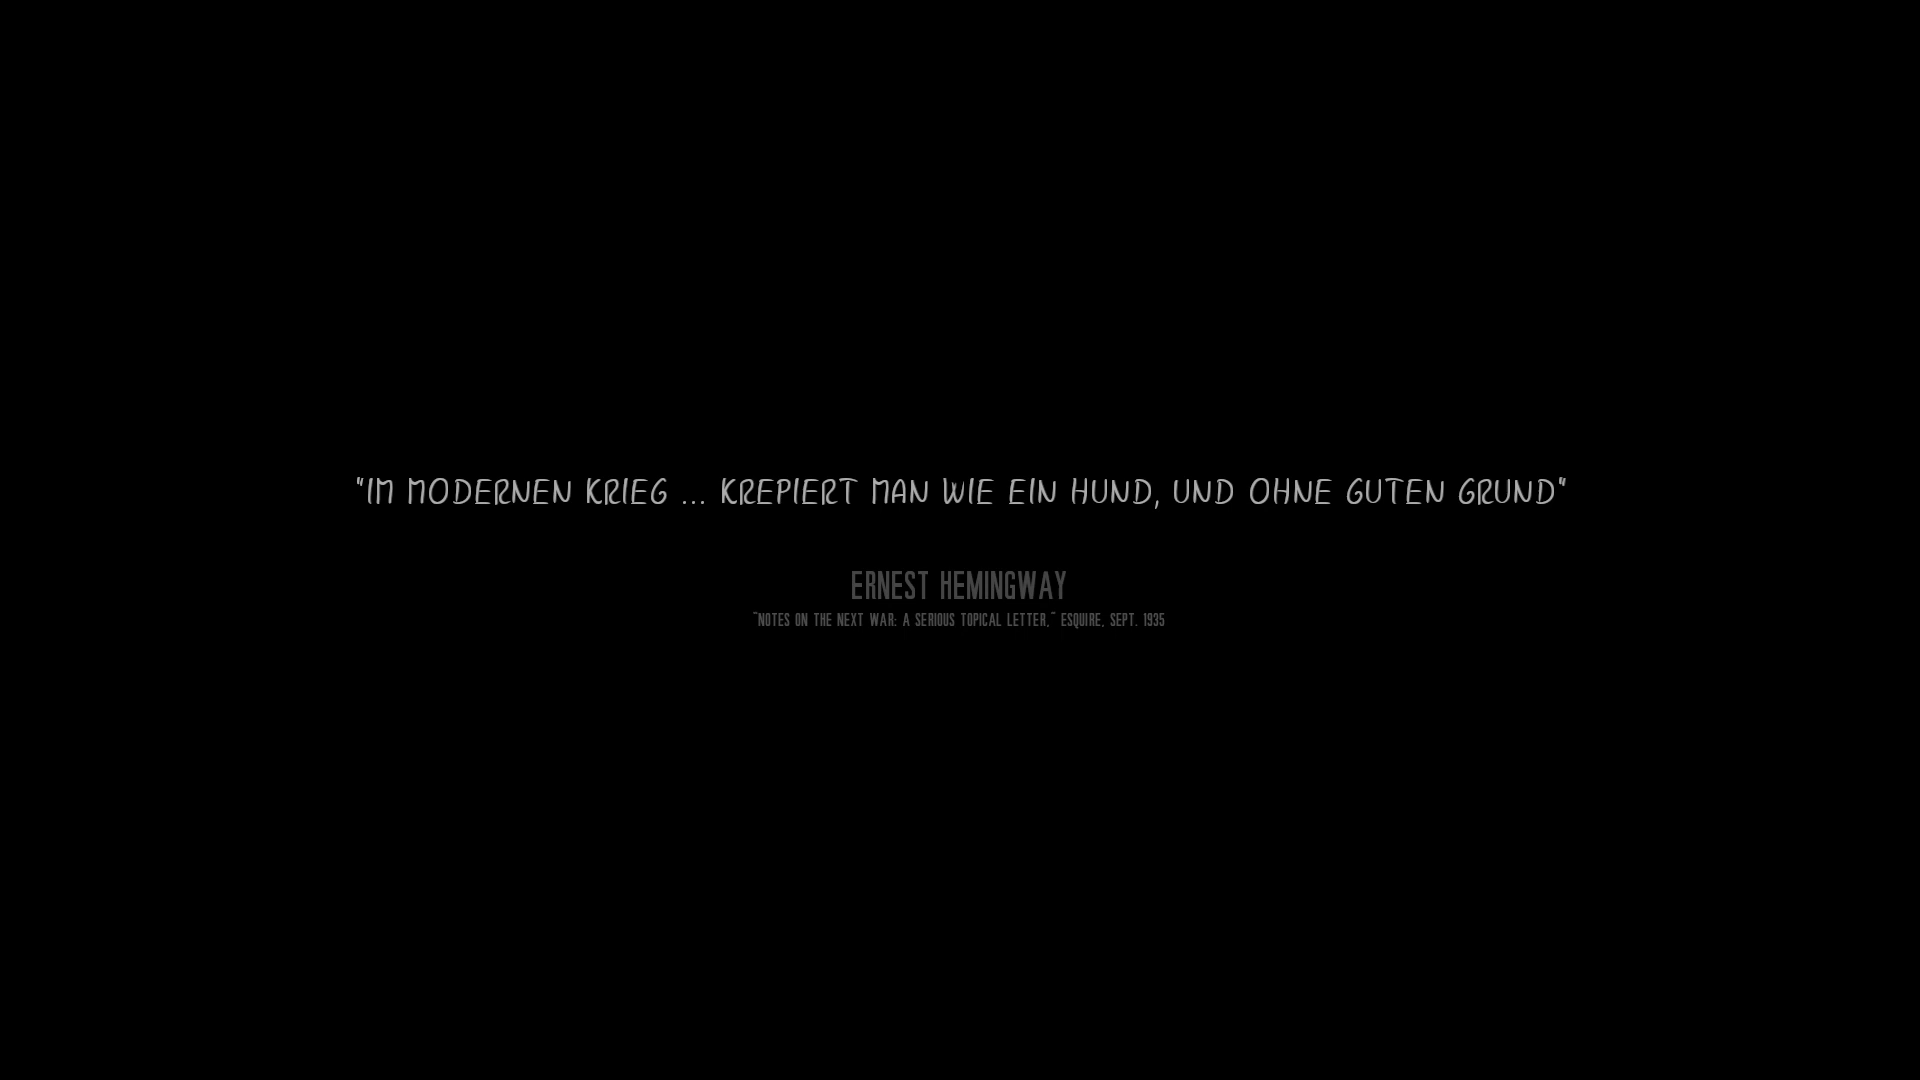 "IM MODERNEN KRIEG ... KREPIERT MAN WIE EIN HUND, UND OHNE GUTEN GRUND"
ERNEST HEMINGWAY
"NOTES ON THE NEXT WAR: A SERIOUS TOPICAL LETTER," ESQUIRE, SEPT. 1935